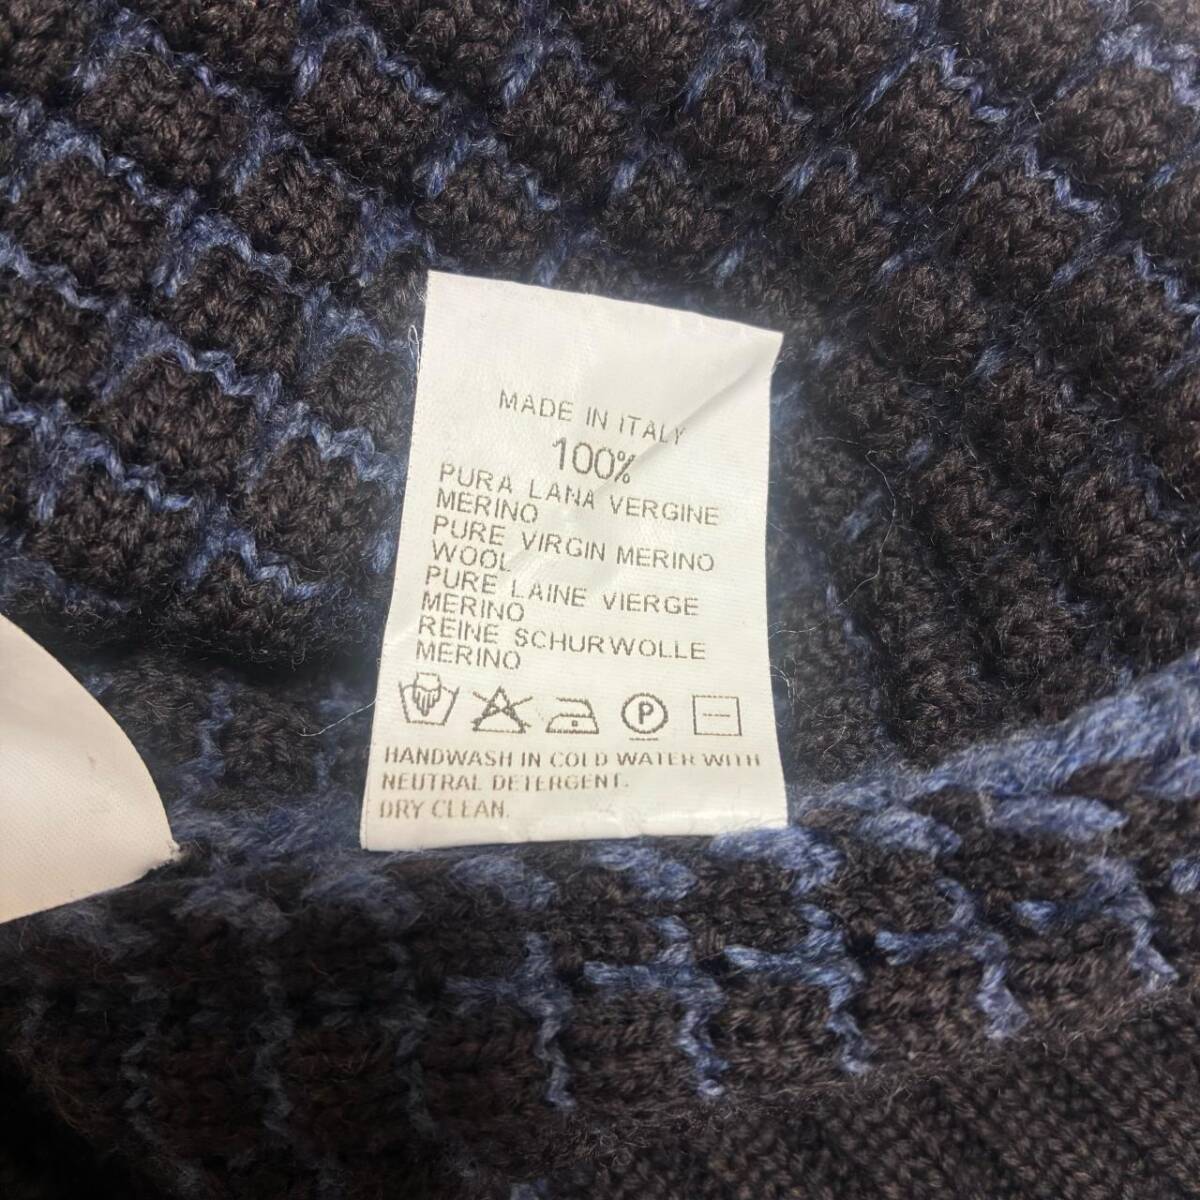 MADE IN ITALY
100%
PURA LANA VERGINE
MERINO
PURE VIRGIN MERINO
WOOL
PURE LAINE VIERGE
MERINO
REINE SCHURWOLLE
MERINO
P
HANDWASH IN COLD WATER WITH
NEUTRAL DETERGENT.
DRY CLEAN.